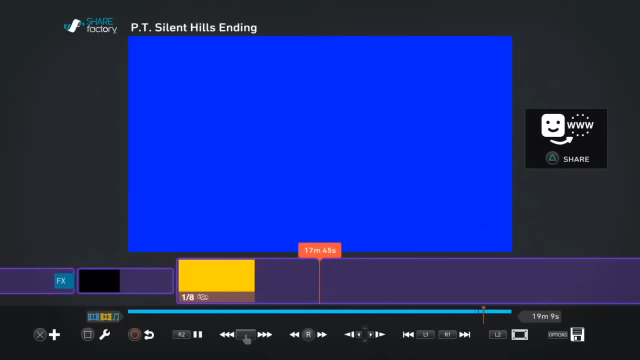 SHARE
factory
P.T. Silent Hills Ending
WWW
SHARE
17m 45s
FX
1/8
19m 9s
R2
R
L1
R1
L2
OPTIONS